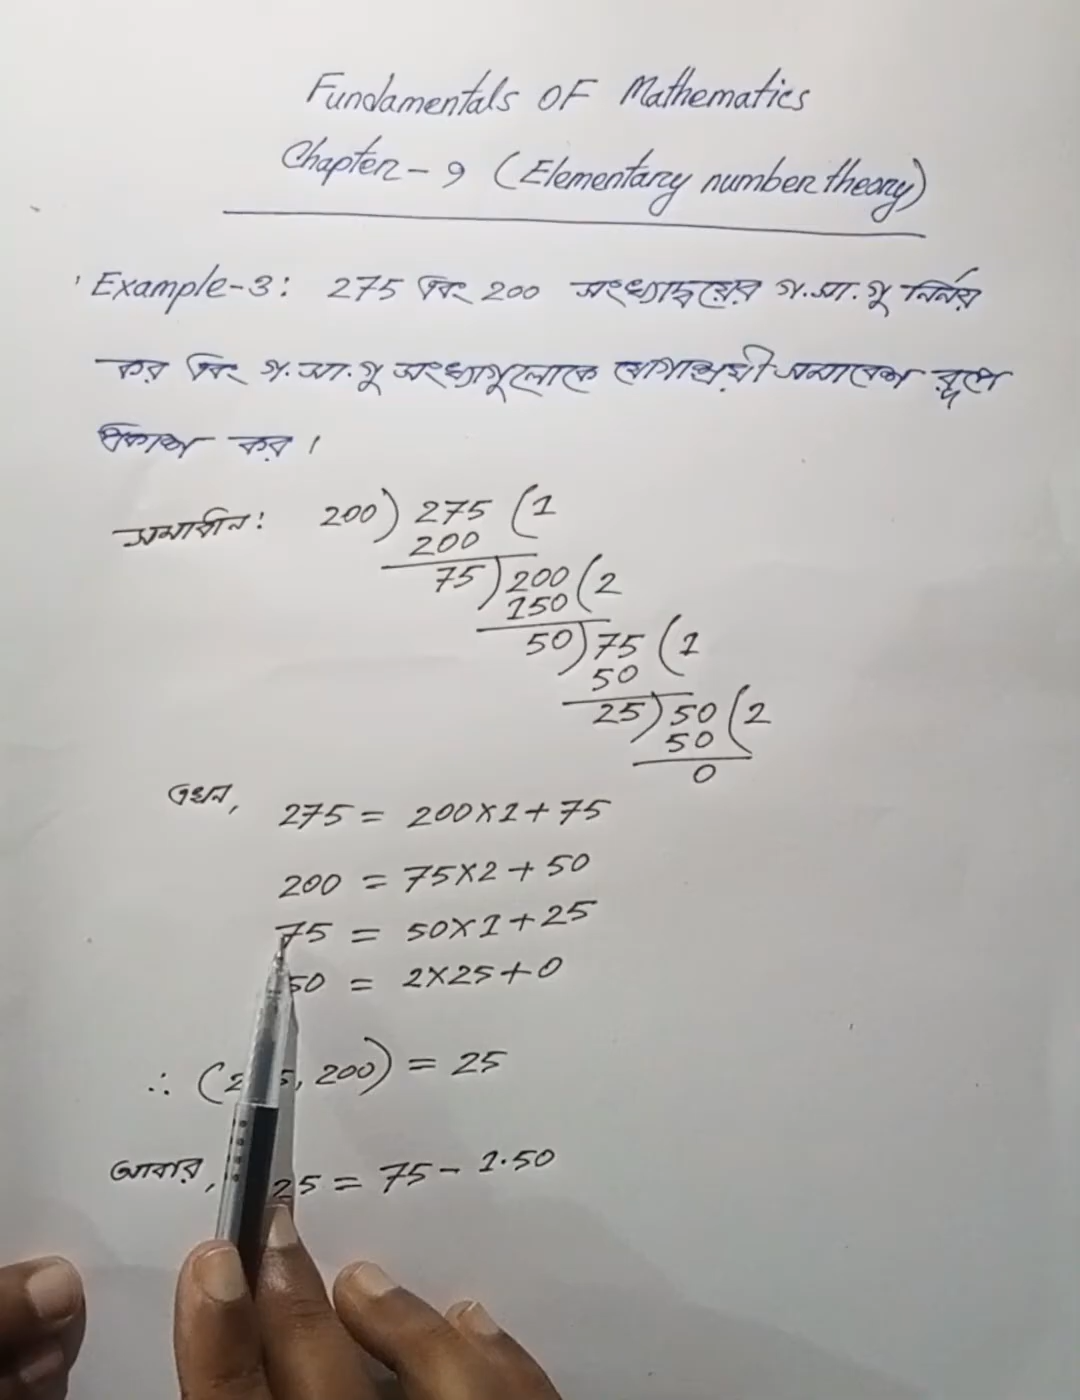 Fundamentals OF Mathematics
Chapter - 9 (Elementary number theory)
Example-3: 275 এবং 200 সংখ্যাদ্বয়ের গ.সা.গু নির্নয়
কর এবং গ.সা.গু সংখ্যাগুলোকে যোগাশ্রয়ী সমাবেশ রূপে
প্রকাশ কর।
সমাধান: 200) 275 (1
200
75) 200 (2
150
50) 75 (1
50
25) 50 (2
50
0
এখন, 275 = 200×1+75
200 = 75×2+50
75 = 50×1+25
50 = 2×25+0
∴ (2 5, 200) = 25
আবার, 25 = 75 - 1.50